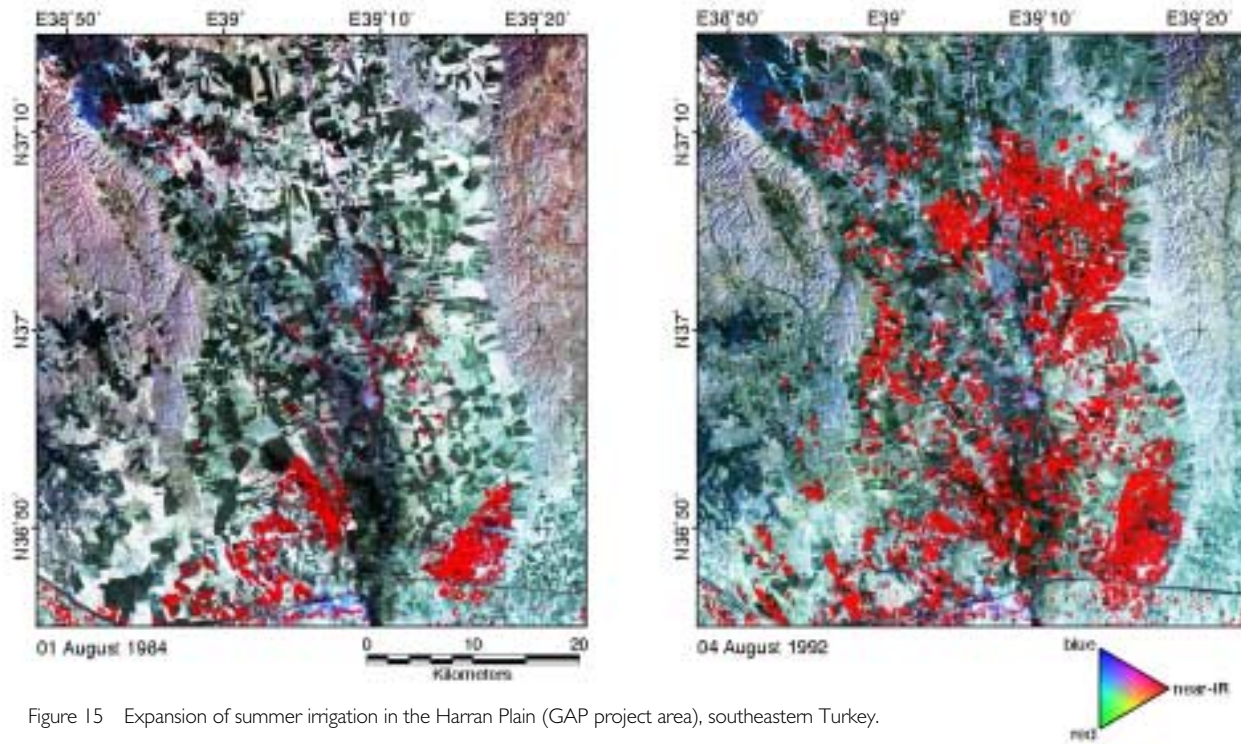 E38°50' E39° E39°10' E39°20'
E38°50' E39° E39°10' E39°20'
N37°10'
N37°
N36°50'
N37°10'
N37°
N36°50'
01 August 1984
0 10 20
Kilometers
04 August 1992
blue
near-IR
red
Figure 15 Expansion of summer irrigation in the Harran Plain (GAP project area), southeastern Turkey.